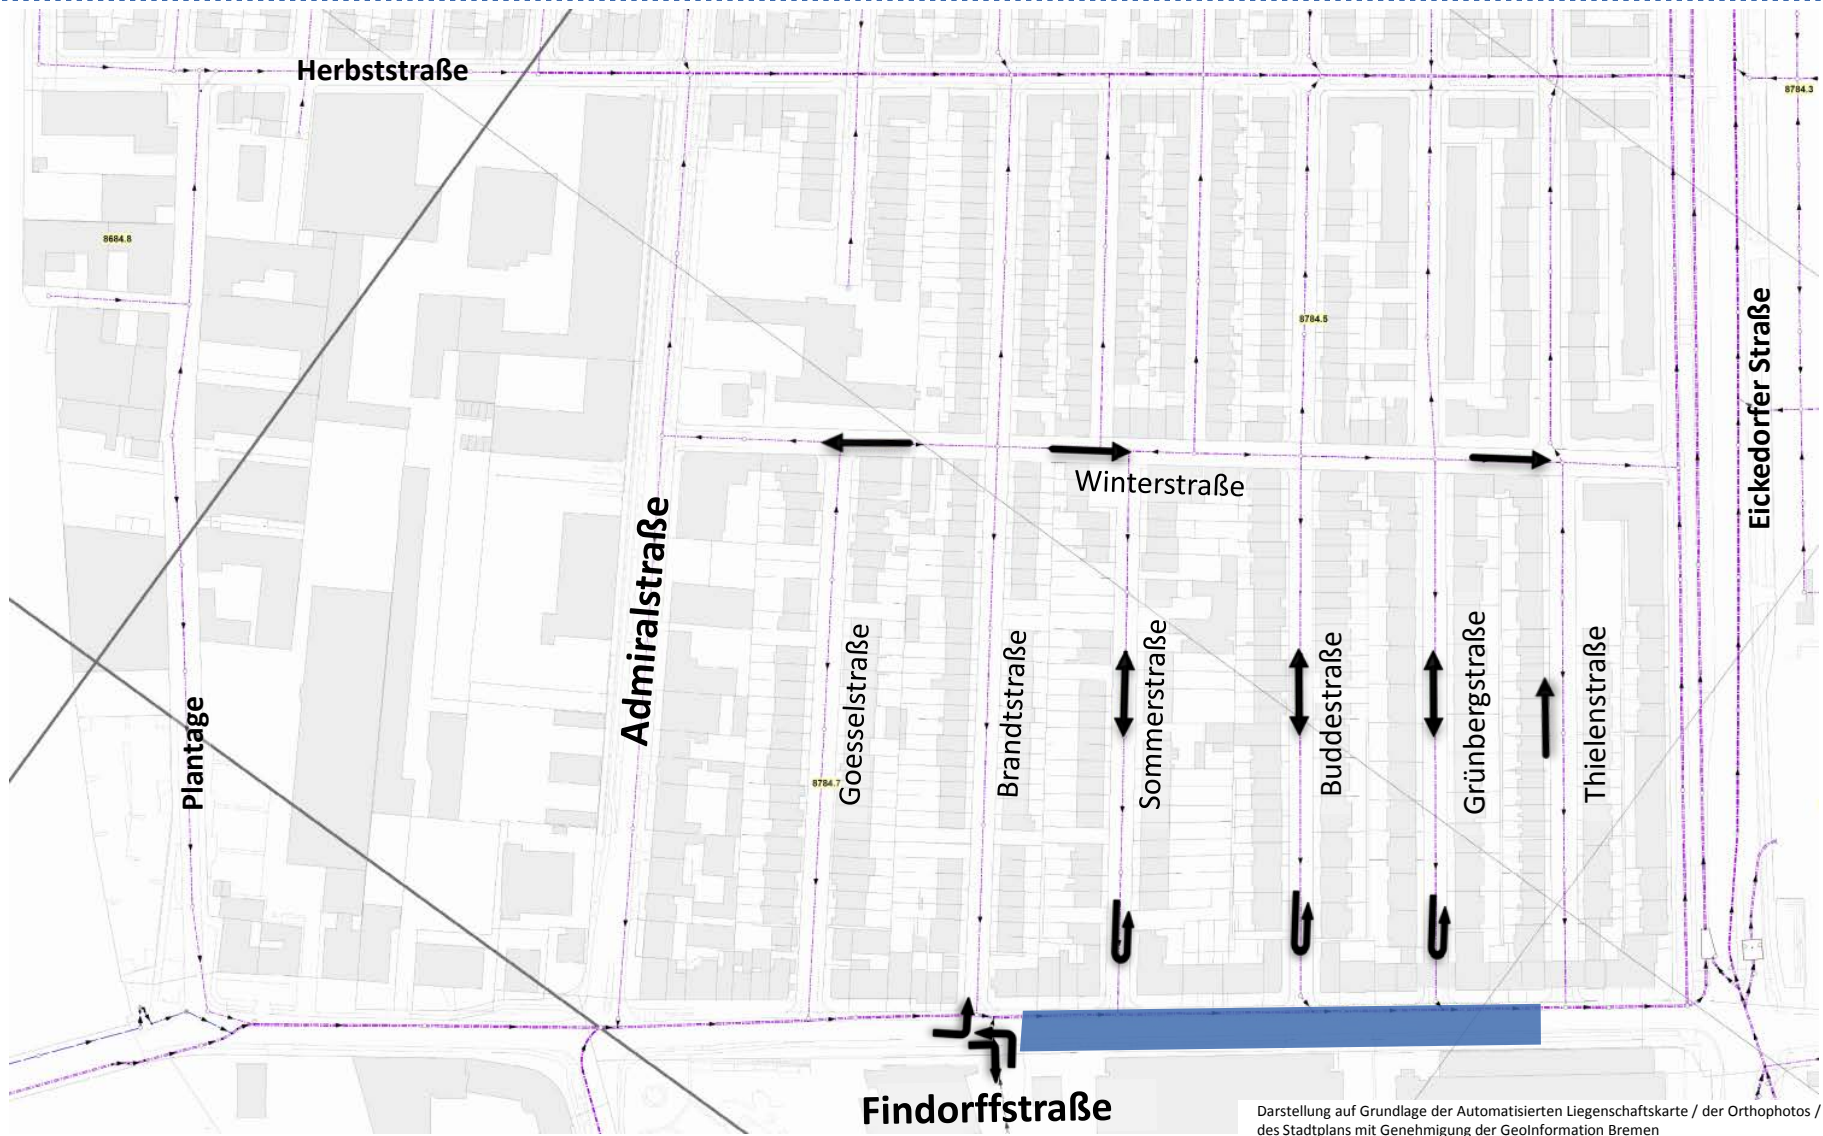 Herbststraße
8784.3
8684.8
8784.5
Eickedorfer Straße
Winterstraße
Admiralstraße
Plantage
8784.7
Goesselstraße
Brandtstraße
Sommerstraße
Buddestraße
Grünbergstraße
Thielenstraße
Findorffstraße
Darstellung auf Grundlage der Automatisierten Liegenschaftskarte / der Orthophotos /
des Stadtplans mit Genehmigung der GeoInformation Bremen